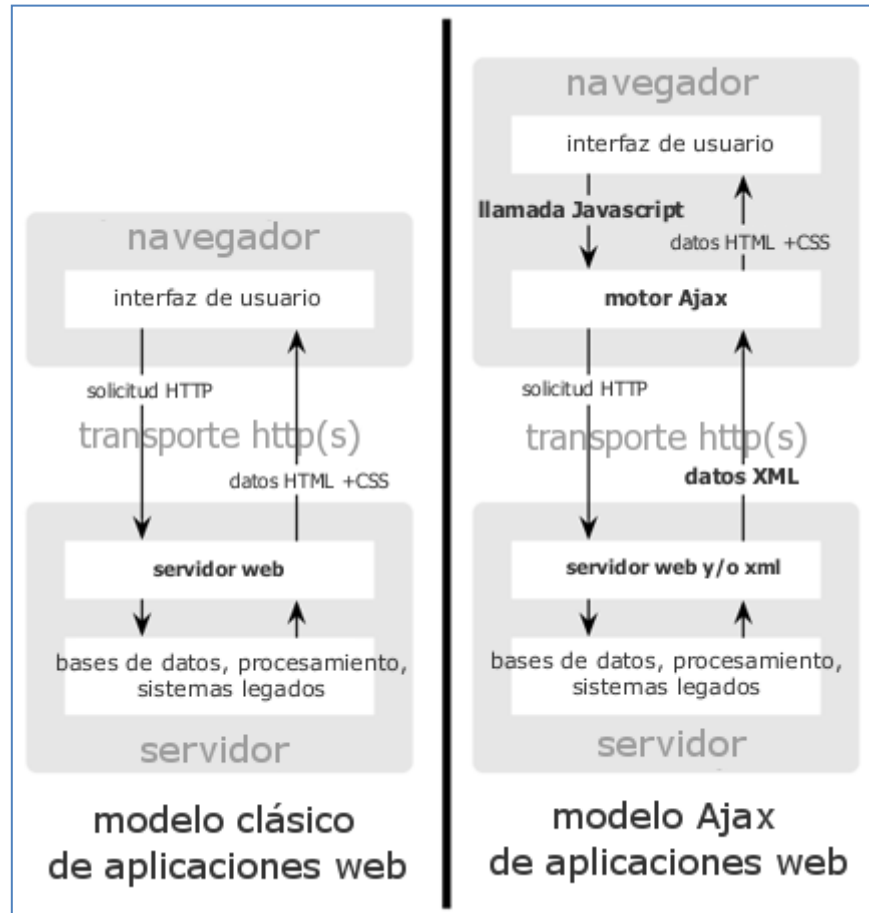 navegador
interfaz de usuario
solicitud HTTP
transporte http(s)
datos HTML +CSS
servidor web
bases de datos, procesamiento,
sistemas legados
servidor
modelo clásico
de aplicaciones web
navegador
interfaz de usuario
llamada Javascript
datos HTML +CSS
motor Ajax
solicitud HTTP
transporte http(s)
datos XML
servidor web y/o xml
bases de datos, procesamiento,
sistemas legados
servidor
modelo Ajax
de aplicaciones web